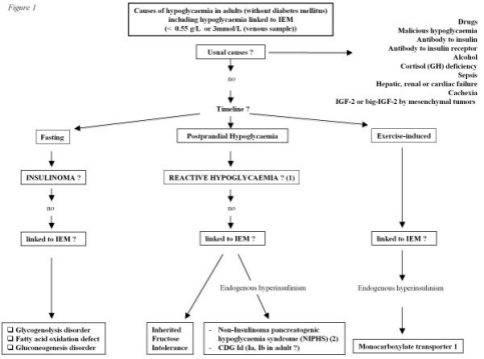 Figure 1
Causes of hypoglycaemia in adults (without diabetes mellitus)
including hypoglycaemia linked to IEM
(< 0.55 g/L or 3mmol/L (venous sample))
Usual causes ?
Drugs
Malicious hypoglycaemia
Antibody to insulin
Antibody to insulin receptor
Alcohol
Cortisol (GH) deficiency
Sepsis
Hepatic, renal or cardiac failure
Cachexia
IGF-2 or big-IGF-2 by mesenchymal tumors
no
Timeline ?
Fasting
Postprandial Hypoglycaemia
Exercise-induced
INSULINOMA ?
REACTIVE HYPOGLYCAEMIA ? (1)
no
no
linked to IEM ?
linked to IEM ?
linked to IEM ?
Endogenous hyperinsulinism
Endogenous hyperinsulinism
Glycogenolysis disorder
Fatty acid oxidation defect
Gluconeogenesis disorder
Inherited
Fructose
Intolerance
- Non-Insulinoma pancreatogenic
hypoglycaemia syndrome (NIPHS) (2)
- CDG Id (Ia, Ib in adult ?)
Monocarboxylate transporter 1